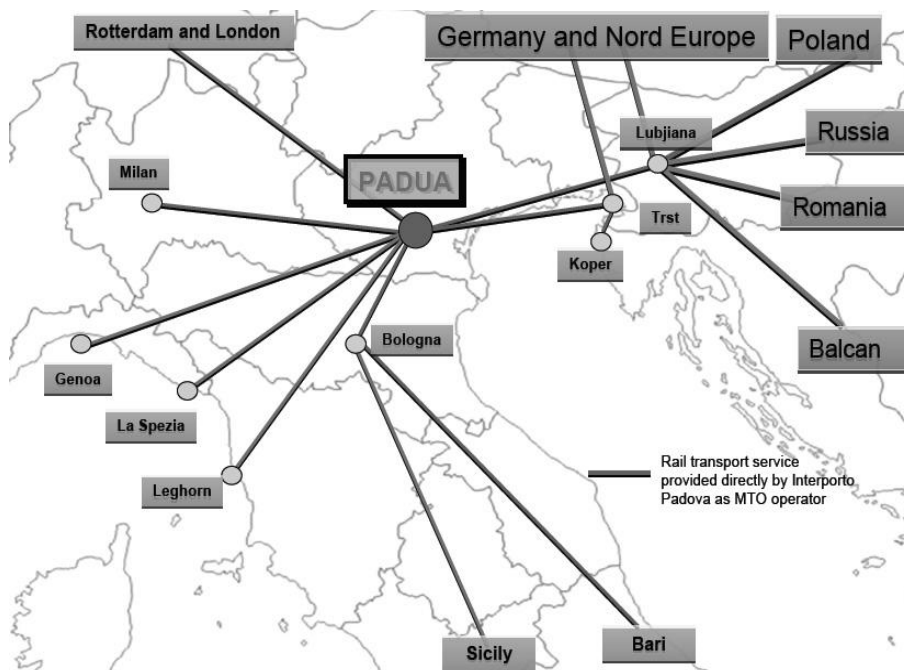 Rotterdam and London
Germany and Nord Europe
Poland
Lubjiana
Russia
Milan
PADUA
Romania
Trst
Koper
Bologna
Balcan
Genoa
La Spezia
Leghorn
Rail transport service
provided directly by Interporto
Padova as MTO operator
Sicily
Bari